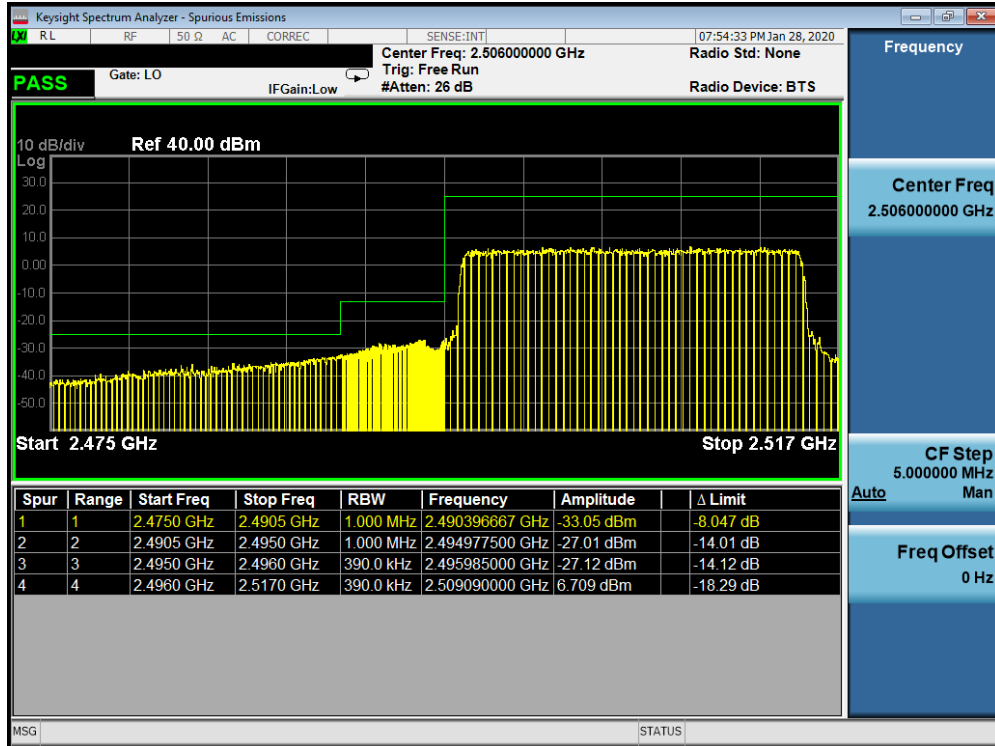 Keysight Spectrum Analyzer - Spurious Emissions
LXI RL RF 50 Ω AC CORREC SENSE:INT 07:54:33 PM Jan 28, 2020
Center Freq: 2.506000000 GHz Radio Std: None
PASS Gate: LO Trig: Free Run
IFGain:Low #Atten: 26 dB Radio Device: BTS
10 dB/div Ref 40.00 dBm
Log
30.0
20.0
10.0
0.00
-10.0
-20.0
-30.0
-40.0
-50.0
Start 2.475 GHz Stop 2.517 GHz
Spur Range Start Freq Stop Freq RBW Frequency Amplitude Δ Limit
1 1 2.4750 GHz 2.4905 GHz 1.000 MHz 2.490396667 GHz -33.05 dBm -8.047 dB
2 2 2.4905 GHz 2.4950 GHz 1.000 MHz 2.494977500 GHz -27.01 dBm -14.01 dB
3 3 2.4950 GHz 2.4960 GHz 390.0 kHz 2.495985000 GHz -27.12 dBm -14.12 dB
4 4 2.4960 GHz 2.5170 GHz 390.0 kHz 2.509090000 GHz 6.709 dBm -18.29 dB
MSG STATUS
Frequency
Center Freq
2.506000000 GHz
CF Step
5.000000 MHz
Auto Man
Freq Offset
0 Hz